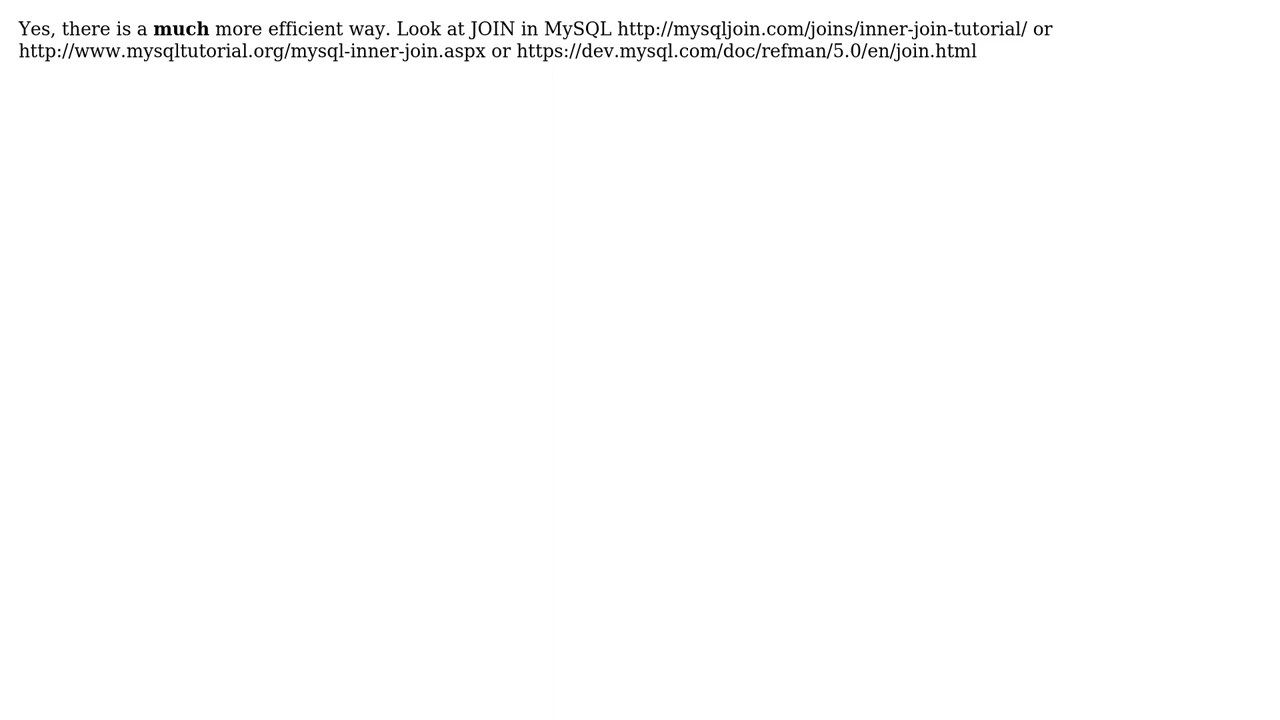 Yes, there is a much more efficient way. Look at JOIN in MySQL http://mysqljoin.com/joins/inner-join-tutorial/ or
http://www.mysqltutorial.org/mysql-inner-join.aspx or https://dev.mysql.com/doc/refman/5.0/en/join.html